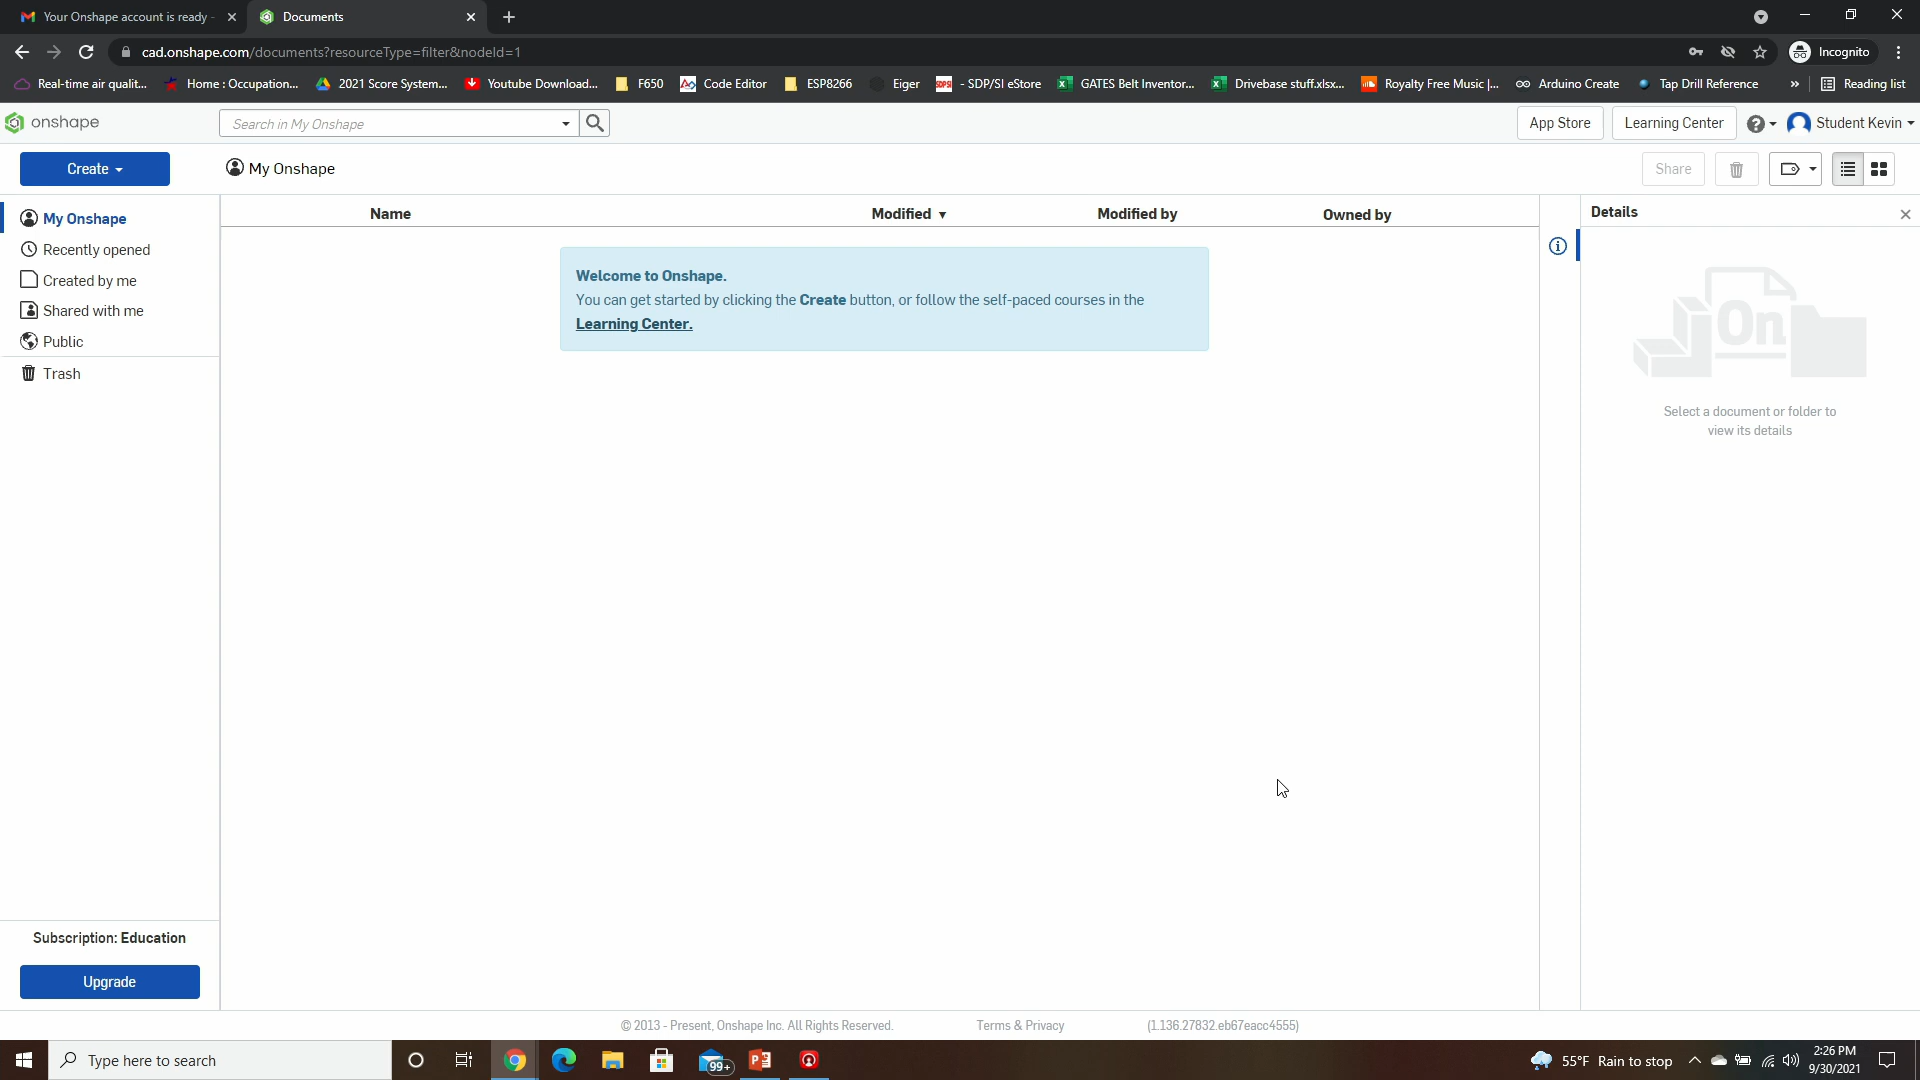 Your Onshape account is ready -
Documents
cad.onshape.com/documents?resourceType=filter&nodeId=1
Incognito
Real-time air qualit...
Home : Occupation...
2021 Score System...
Youtube Download...
F650
Code Editor
ESP8266
Eiger
- SDP/SI eStore
GATES Belt Inventor...
Drivebase stuff.xlsx...
Royalty Free Music |...
Arduino Create
Tap Drill Reference
»
Reading list
onshape
Search in My Onshape
App Store
Learning Center
Student Kevin
Create
My Onshape
Share
My Onshape
Recently opened
Created by me
Shared with me
Public
Trash
Name
Modified
Modified by
Owned by
Welcome to Onshape.
You can get started by clicking the Create button, or follow the self-paced courses in the
Learning Center.
Details
On
Select a document or folder to
view its details
Subscription: Education
Upgrade
© 2013 - Present, Onshape Inc. All Rights Reserved.
Terms & Privacy
(1.136.27832.eb67eacc4555)
Type here to search
99+
55°F Rain to stop
2:26 PM
9/30/2021